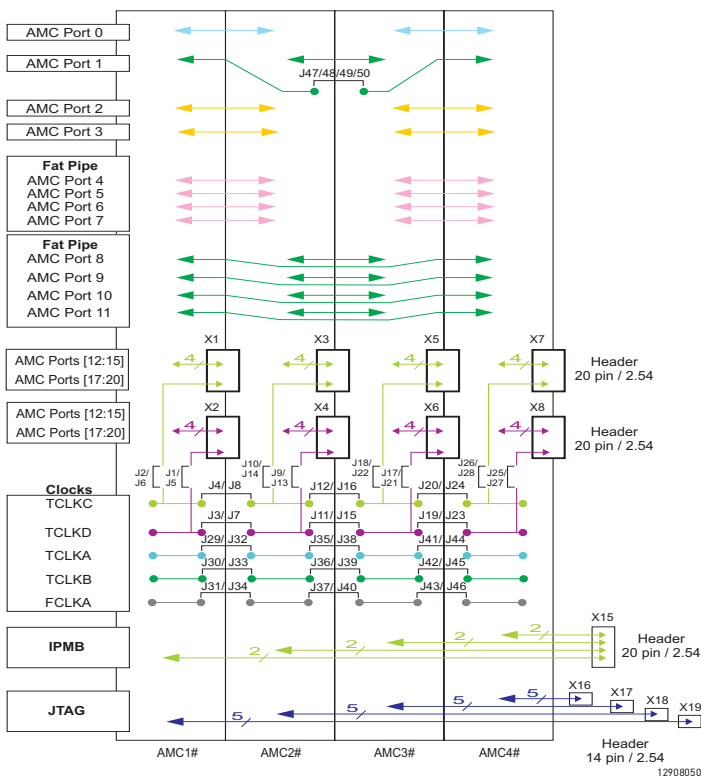 AMC Port 0
AMC Port 1
J47/48/49/50
AMC Port 2
AMC Port 3
Fat Pipe
AMC Port 4
AMC Port 5
AMC Port 6
AMC Port 7
Fat Pipe
AMC Port 8
AMC Port 9
AMC Port 10
AMC Port 11
X1 X3 X5 X7
AMC Ports [12:15]
AMC Ports [17:20]
4 4 4 4
Header
20 pin / 2.54
X2 X4 X6 X8
AMC Ports [12:15]
AMC Ports [17:20]
4 4 4 4
Header
20 pin / 2.54
J2/ J6 J1/ J5 J10/ J14 J9/ J13 J18/ J22 J17/ J21 J26/ J28 J25/ J27
Clocks
J4/ J8 J12/ J16 J20/ J24
TCLKC
J3/ J7 J11/ J15 J19/ J23
TCLKD
J29/ J32 J35/ J38 J41/ J44
TCLKA
J30/ J33 J36/ J39 J42/ J45
TCLKB
J31/ J34 J37/ J40 J43/ J46
FCLKA
X15
IPMB
2 2 2 2
Header
20 pin / 2.54
JTAG
5 5 5 5
X16
X17
X18
X19
AMC1# AMC2# AMC3# AMC4#
Header
14 pin / 2.54
12908050